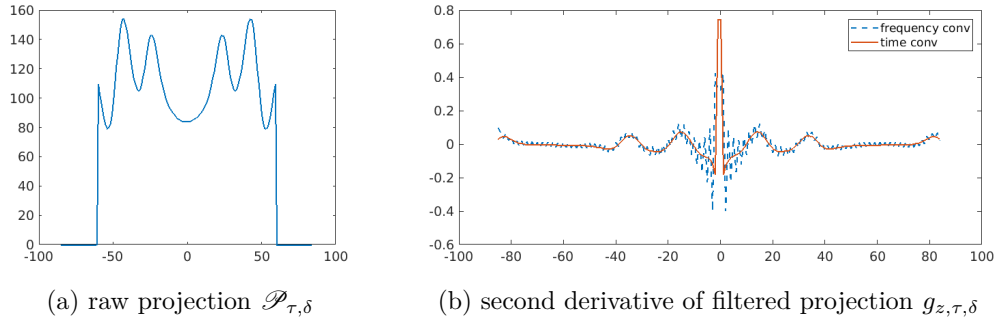 160
140
120
100
80
60
40
20
0
-100 -50 0 50 100
(a) raw projection 𝒫τ,δ
0.8
0.6
0.4
0.2
0
-0.2
-0.4
0.6
-100 -80 -60 -40 -20 0 20 40 60 80 100
frequency conv
time conv
(b) second derivative of filtered projection gz,τ,δ